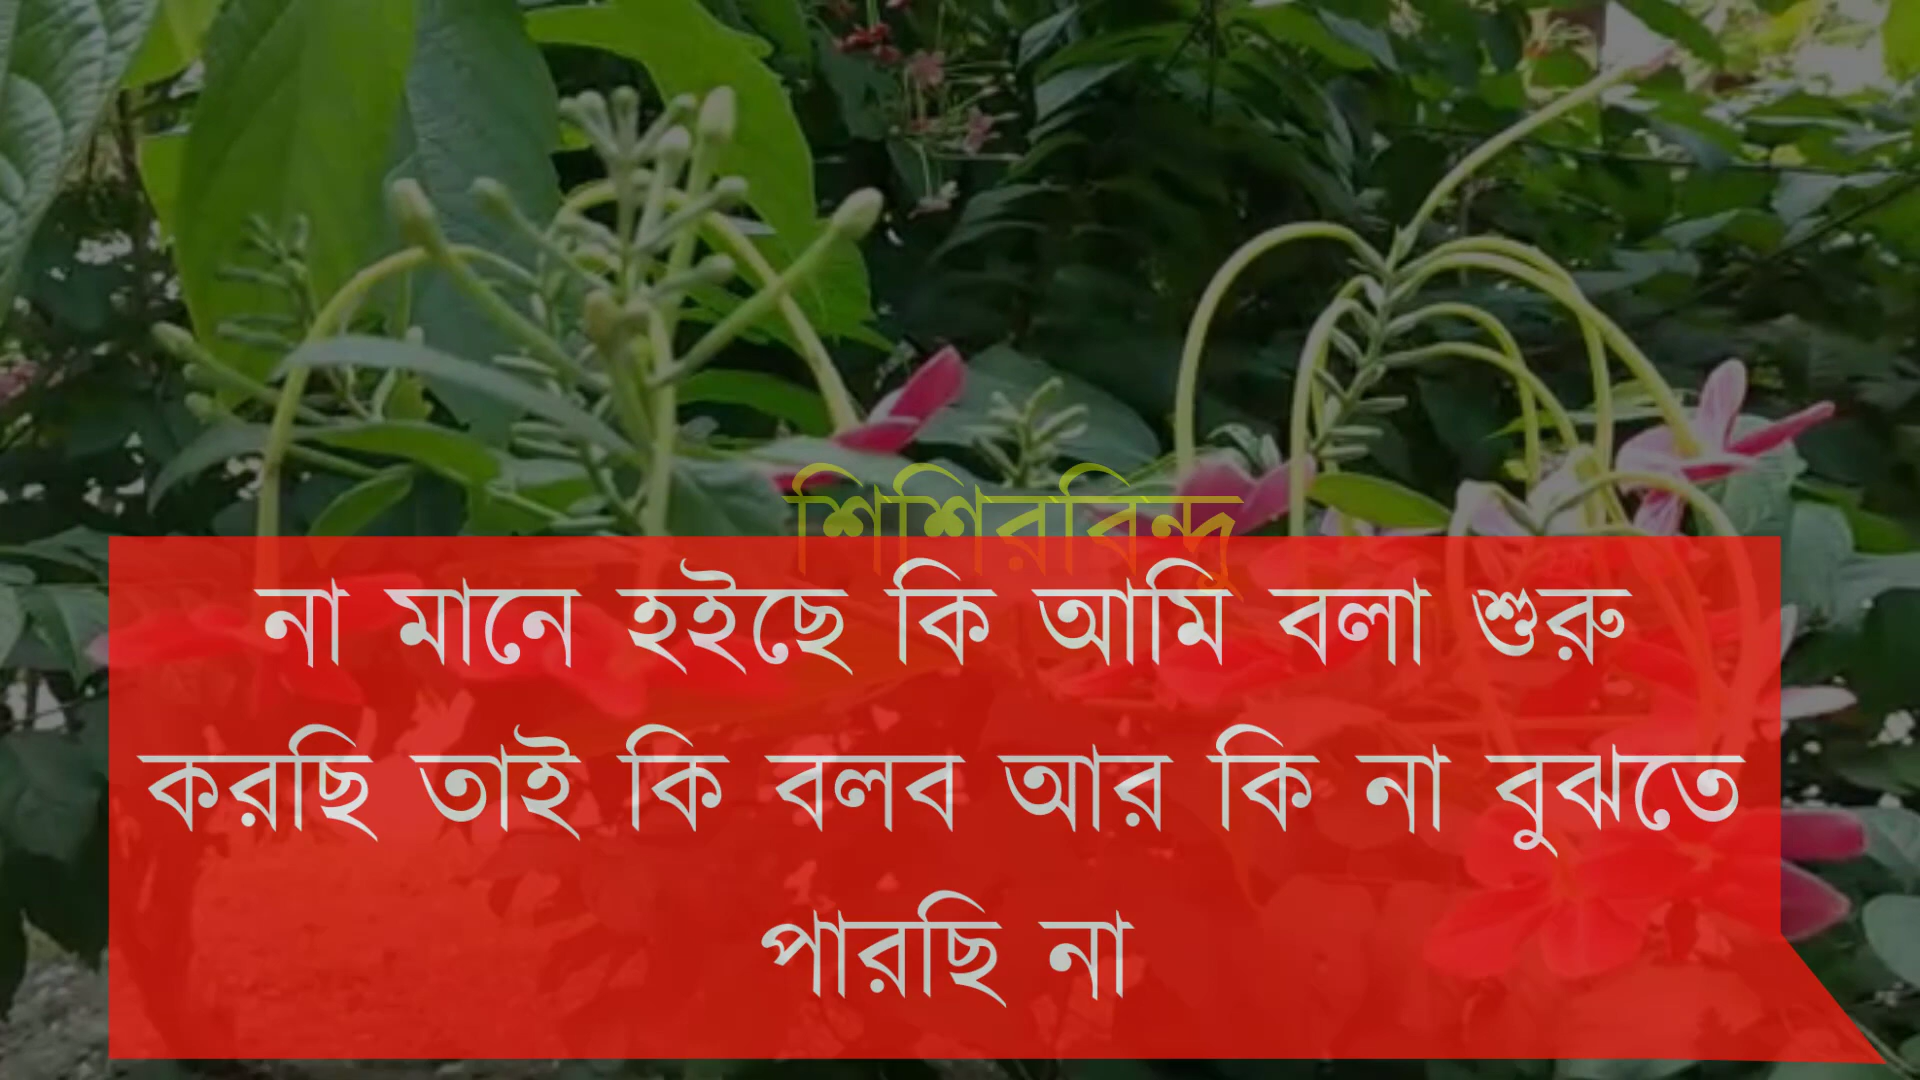 শিশিরবিন্দু
না মানে হইছে কি আমি বলা শুরু
করছি তাই কি বলব আর কি না বুঝতে
পারছি না